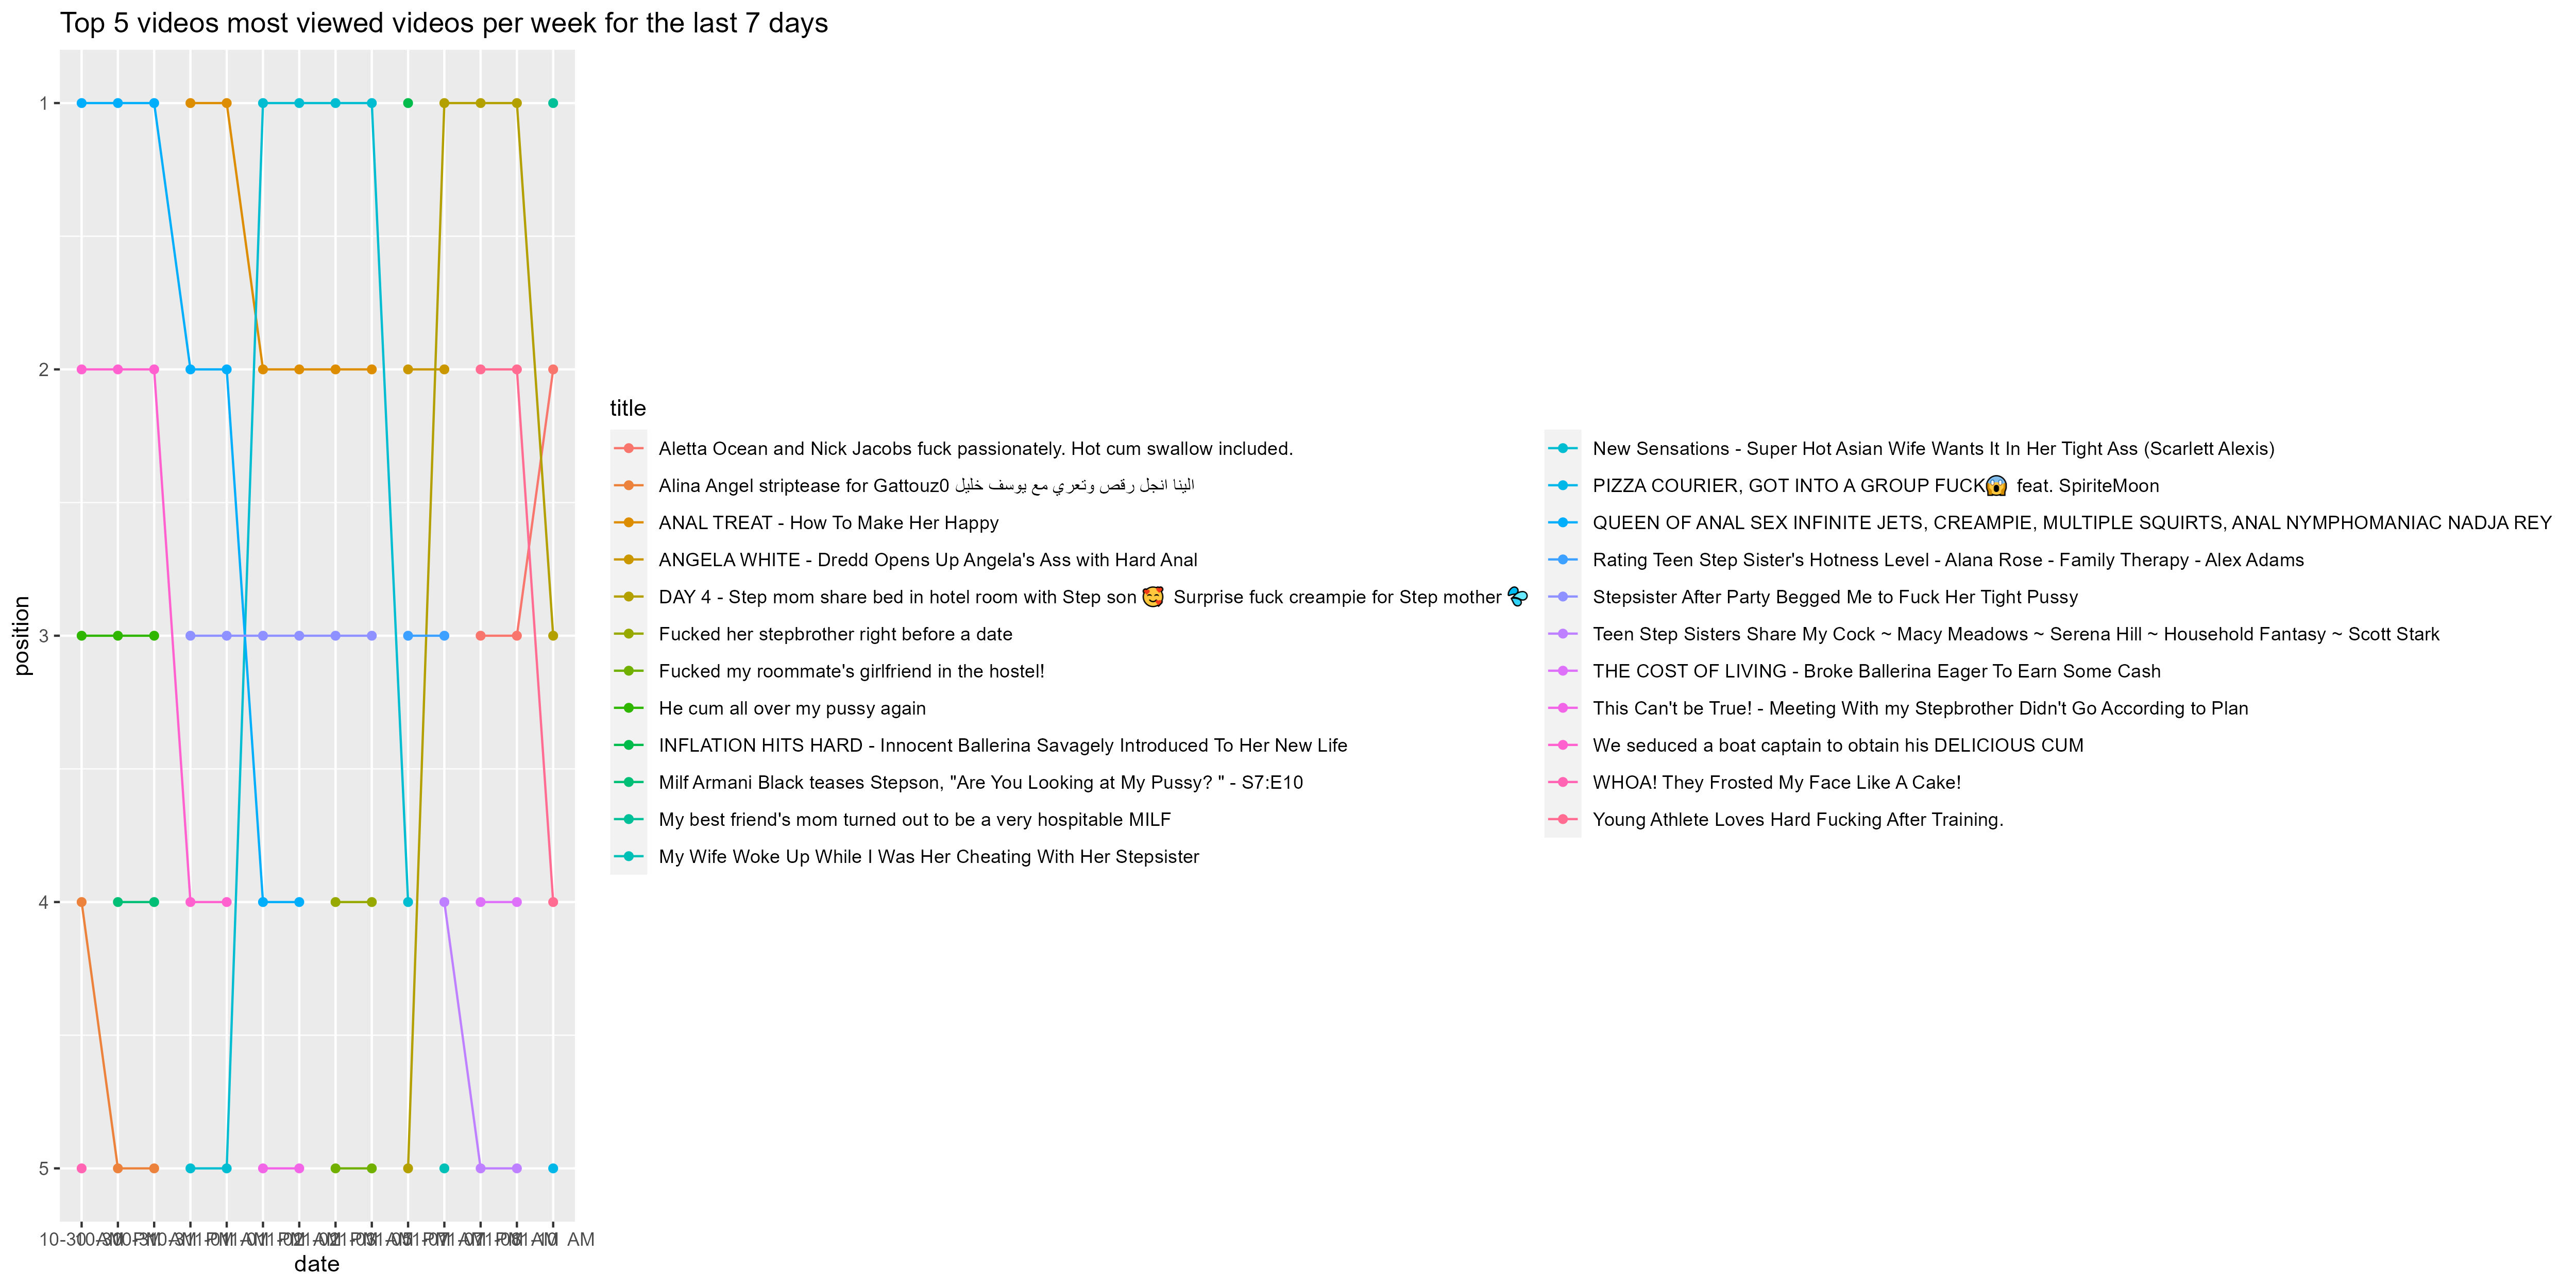 Top 5 videos most viewed videos per week for the last 7 days
1
2
3
4
5
position
date
title
Aletta Ocean and Nick Jacobs fuck passionately. Hot cum swallow included.
Alina Angel striptease for Gattouz0 الينا انجل رقص وتعري مع يوسف خليل
ANAL TREAT - How To Make Her Happy
ANGELA WHITE - Dredd Opens Up Angela's Ass with Hard Anal
DAY 4 - Step mom share bed in hotel room with Step son 🥰 Surprise fuck creampie for Step mother 💦
Fucked her stepbrother right before a date
Fucked my roommate's girlfriend in the hostel!
He cum all over my pussy again
INFLATION HITS HARD - Innocent Ballerina Savagely Introduced To Her New Life
Milf Armani Black teases Stepson, "Are You Looking at My Pussy? " - S7:E10
My best friend's mom turned out to be a very hospitable MILF
My Wife Woke Up While I Was Her Cheating With Her Stepsister
New Sensations - Super Hot Asian Wife Wants It In Her Tight Ass (Scarlett Alexis)
PIZZA COURIER, GOT INTO A GROUP FUCK😱 feat. SpiriteMoon
QUEEN OF ANAL SEX INFINITE JETS, CREAMPIE, MULTIPLE SQUIRTS, ANAL NYMPHOMANIAC NADJA REY
Rating Teen Step Sister's Hotness Level - Alana Rose - Family Therapy - Alex Adams
Stepsister After Party Begged Me to Fuck Her Tight Pussy
Teen Step Sisters Share My Cock ~ Macy Meadows ~ Serena Hill ~ Household Fantasy ~ Scott Stark
THE COST OF LIVING - Broke Ballerina Eager To Earn Some Cash
This Can't be True! - Meeting With my Stepbrother Didn't Go According to Plan
We seduced a boat captain to obtain his DELICIOUS CUM
WHOA! They Frosted My Face Like A Cake!
Young Athlete Loves Hard Fucking After Training.